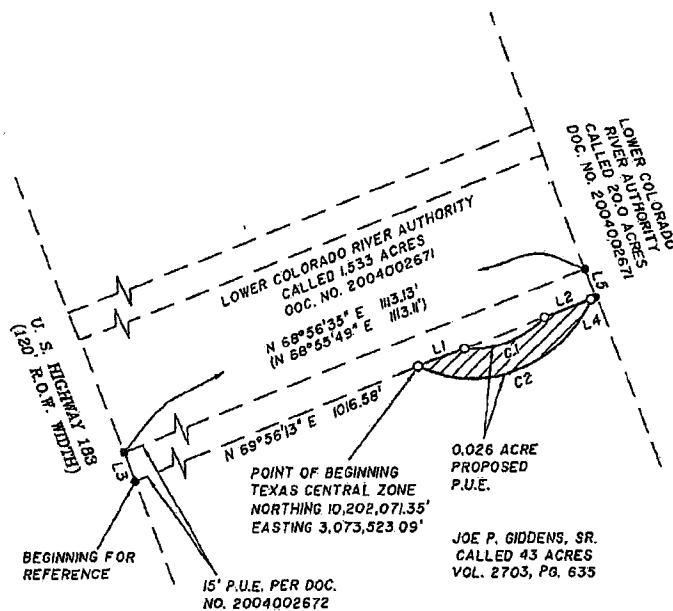 LOWER COLORADO
RIVER AUTHORITY
CALLED 20.0 ACRES
DOC. NO. 2004002671
LOWER COLORADO RIVER AUTHORITY
CALLED 1.533 ACRES
DOC. NO. 2004002671
N 68°56'35" E 1113.13'
(N 68°55'49" E 1113.11')
L5
L2
L4
L1
C1
C2
U. S. HIGHWAY 183
(120' R.O.W. WIDTH)
L3
N 69°56'13" E 1016.58'
0.026 ACRE
PROPOSED
P.U.E.
POINT OF BEGINNING
TEXAS CENTRAL ZONE
NORTHING 10,202,071.35'
EASTING 3,073,523.09'
JOE P. GIDDENS, SR.
CALLED 43 ACRES
VOL. 2703, PG. 635
BEGINNING FOR
REFERENCE
15' P.U.E. PER DOC.
NO. 2004002672